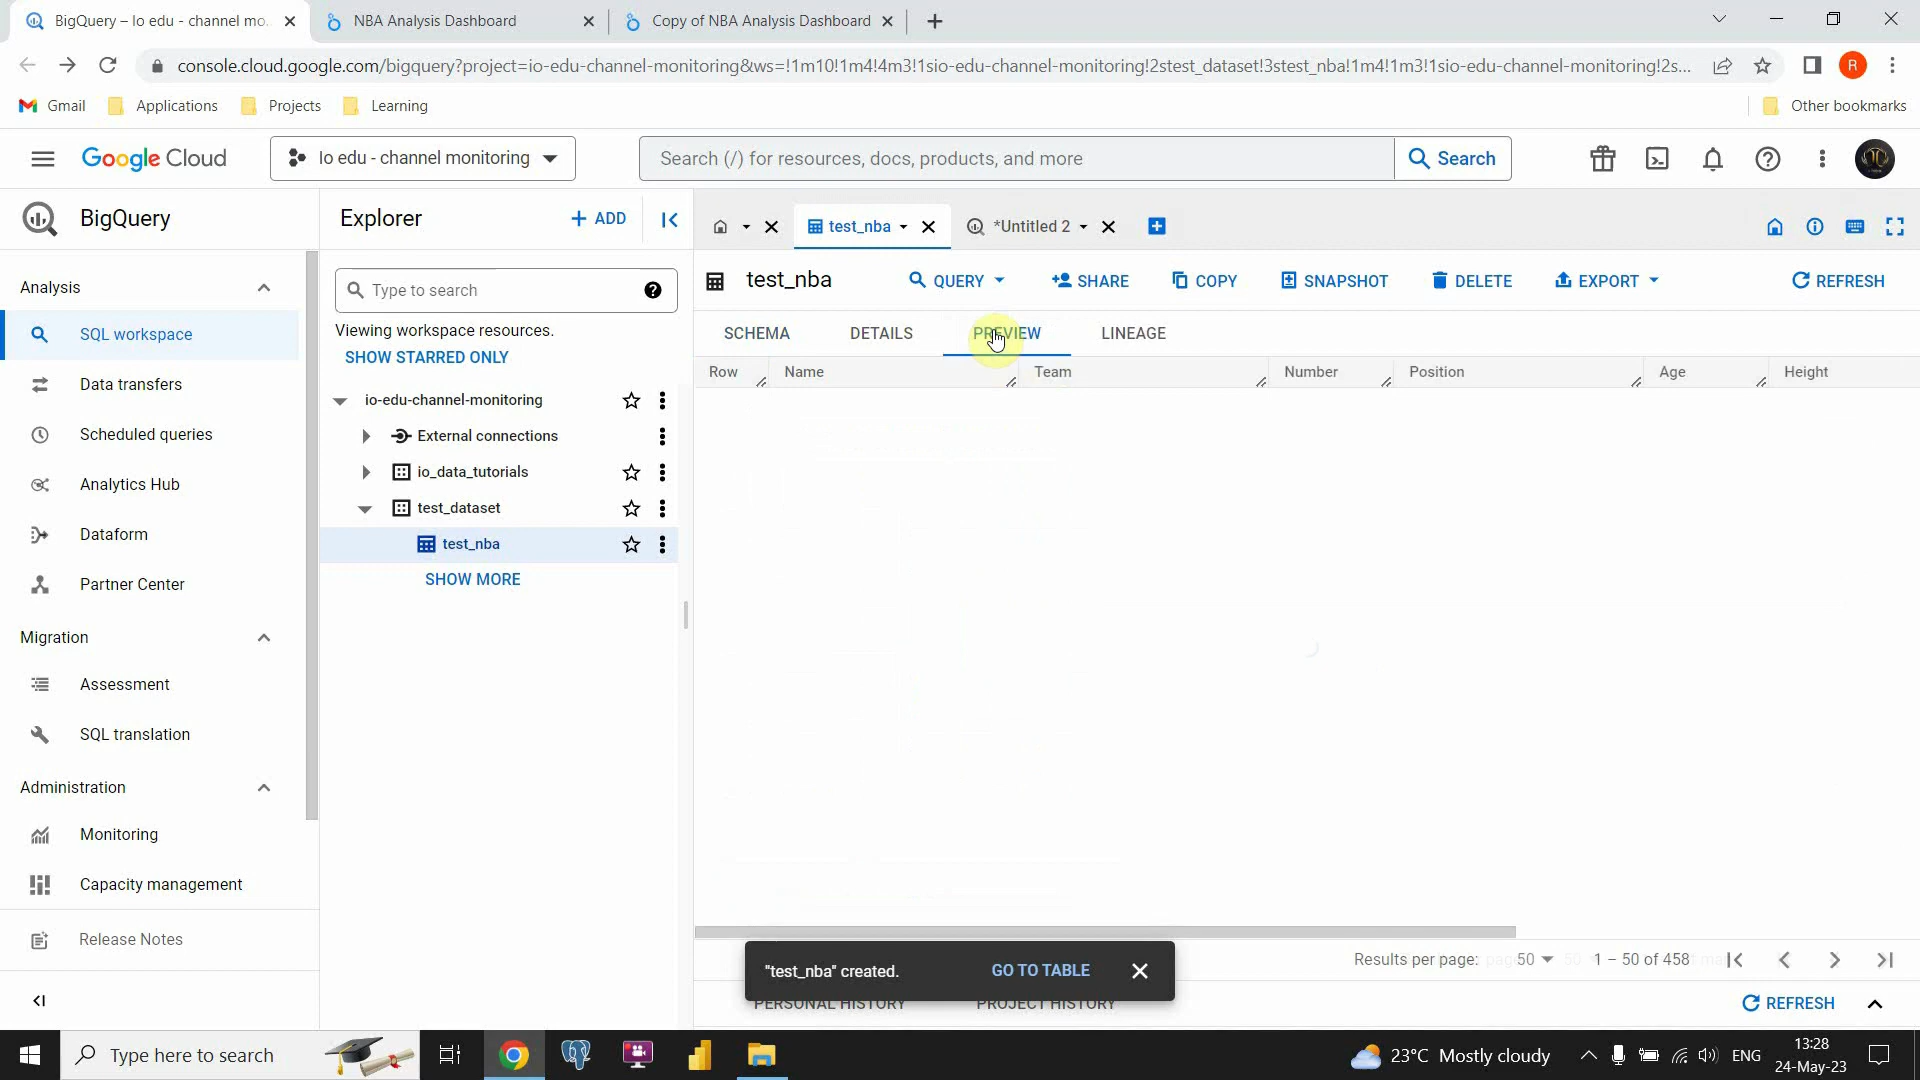 BigQuery – Io edu - channel mo
NBA Analysis Dashboard
Copy of NBA Analysis Dashboard
console.cloud.google.com/bigquery?project=io-edu-channel-monitoring&ws=!1m10!1m4!4m3!1sio-edu-channel-monitoring!2stest_dataset!3stest_nba!1m4!1m3!1sio-edu-channel-monitoring!2s...
R
Gmail
Applications
Projects
Learning
Other bookmarks
Google Cloud
Io edu - channel monitoring
Search (/) for resources, docs, products, and more
Search
BigQuery
Analysis
SQL workspace
Data transfers
Scheduled queries
Analytics Hub
Dataform
Partner Center
Migration
Assessment
SQL translation
Administration
Monitoring
Capacity management
Release Notes
Explorer
+ ADD
Type to search
Viewing workspace resources.
SHOW STARRED ONLY
io-edu-channel-monitoring
External connections
io_data_tutorials
test_dataset
test_nba
SHOW MORE
test_nba
*Untitled 2
test_nba
QUERY
SHARE
COPY
SNAPSHOT
DELETE
EXPORT
REFRESH
SCHEMA
DETAILS
PREVIEW
LINEAGE
Row
Name
Team
Number
Position
Age
Height
Results per page:
50
1 – 50 of 458
"test_nba" created.
GO TO TABLE
PERSONAL HISTORY
PROJECT HISTORY
REFRESH
Type here to search
23°C Mostly cloudy
ENG
13:28
24-May-23